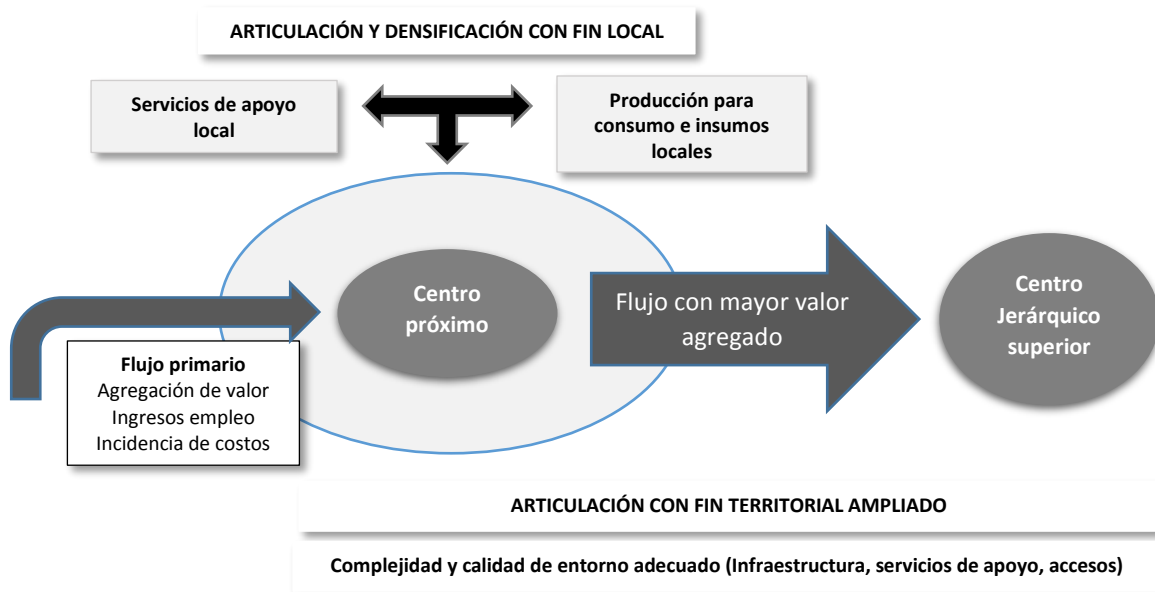 ARTICULACIÓN Y DENSIFICACIÓN CON FIN LOCAL
Servicios de apoyo
local
Producción para
consumo e insumos
locales
Centro
próximo
Flujo con mayor valor
agregado
Centro
Jerárquico
superior
Flujo primario
Agregación de valor
Ingresos empleo
Incidencia de costos
ARTICULACIÓN CON FIN TERRITORIAL AMPLIADO
Complejidad y calidad de entorno adecuado (Infraestructura, servicios de apoyo, accesos)